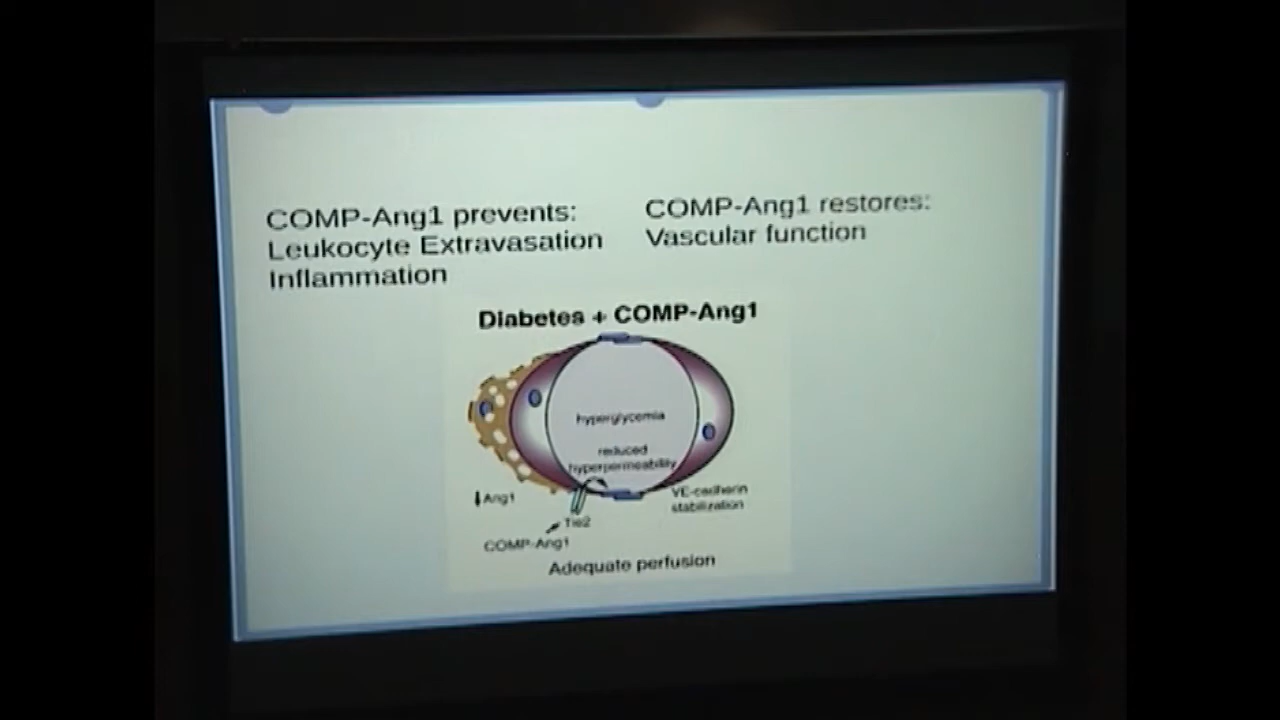 COMP-Ang1 prevents:
Leukocyte Extravasation
Inflammation
COMP-Ang1 restores:
Vascular function
Diabetes + COMP-Ang1
hyperglycemia
reduced
hyperpermeability
Ang1
VE-cadherin
stabilization
Tie2
COMP-Ang1
Adequate perfusion